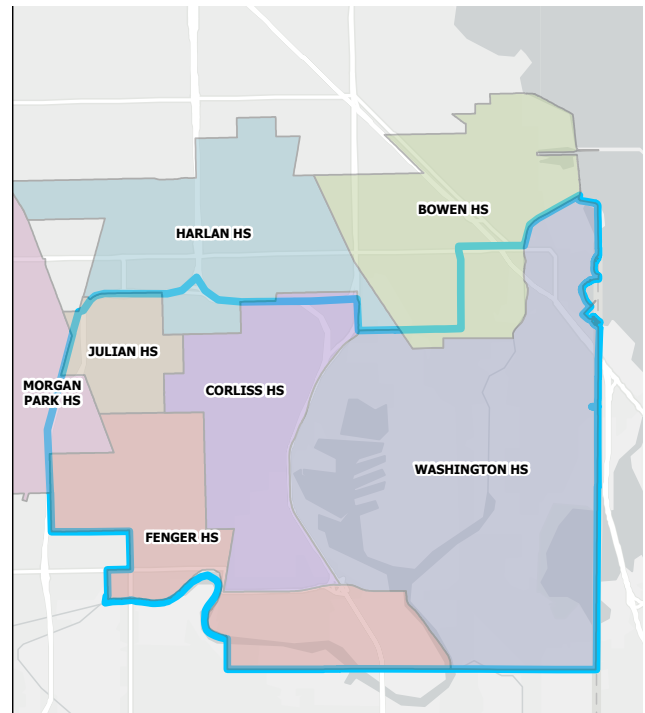 BOWEN HS
HARLAN HS
JULIAN HS
MORGAN
PARK HS
CORLISS HS
WASHINGTON HS
FENGER HS